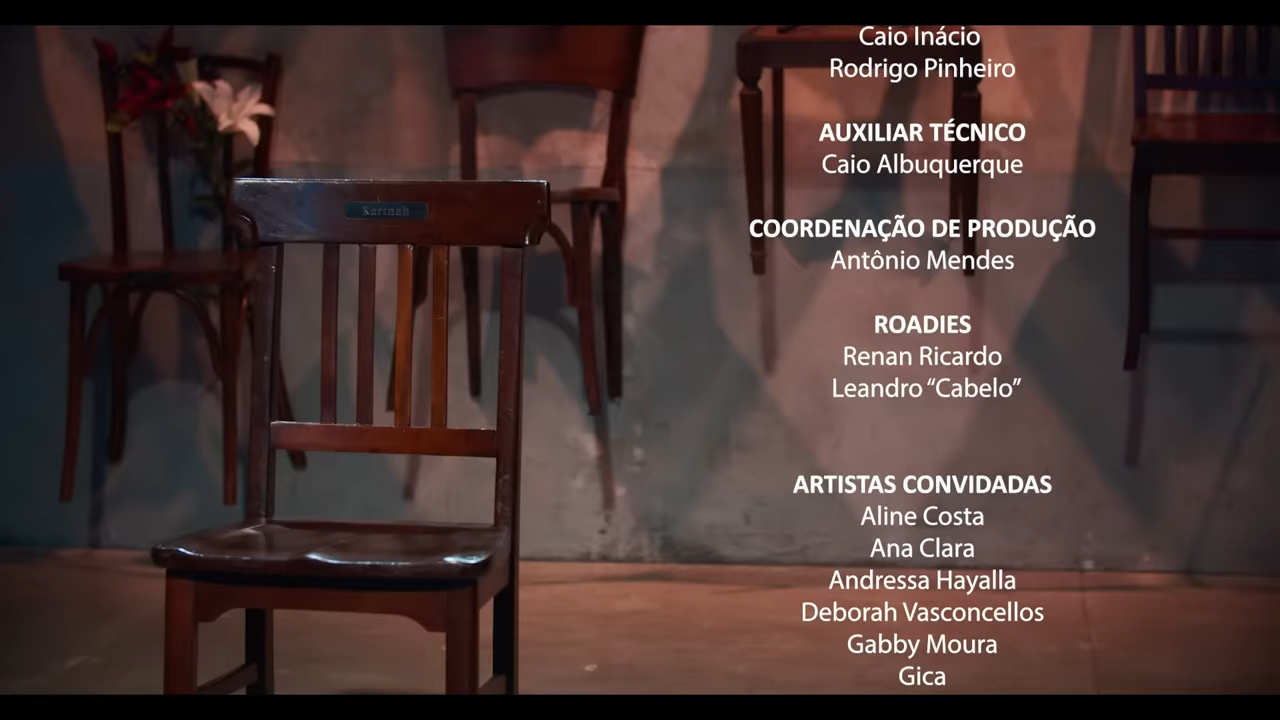 Karinah
Caio Inácio
Rodrigo Pinheiro
AUXILIAR TÉCNICO
Caio Albuquerque
COORDENAÇÃO DE PRODUÇÃO
Antônio Mendes
ROADIES
Renan Ricardo
Leandro “Cabelo”
ARTISTAS CONVIDADAS
Aline Costa
Ana Clara
Andressa Hayalla
Deborah Vasconcellos
Gabby Moura
Gica